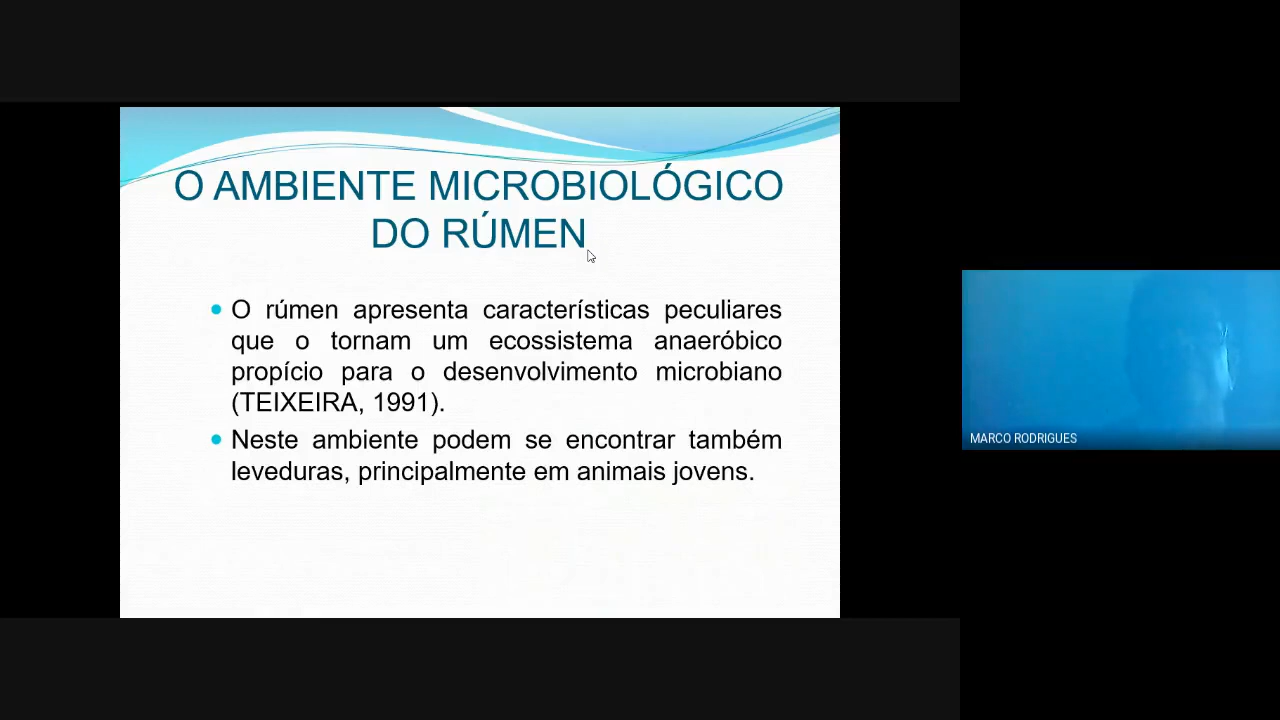 O AMBIENTE MICROBIOLÓGICO
DO RÚMEN
O rúmen apresenta características peculiares
que o tornam um ecossistema anaeróbico
propício para o desenvolvimento microbiano
(TEIXEIRA, 1991).
Neste ambiente podem se encontrar também
leveduras, principalmente em animais jovens.
MARCO RODRIGUES